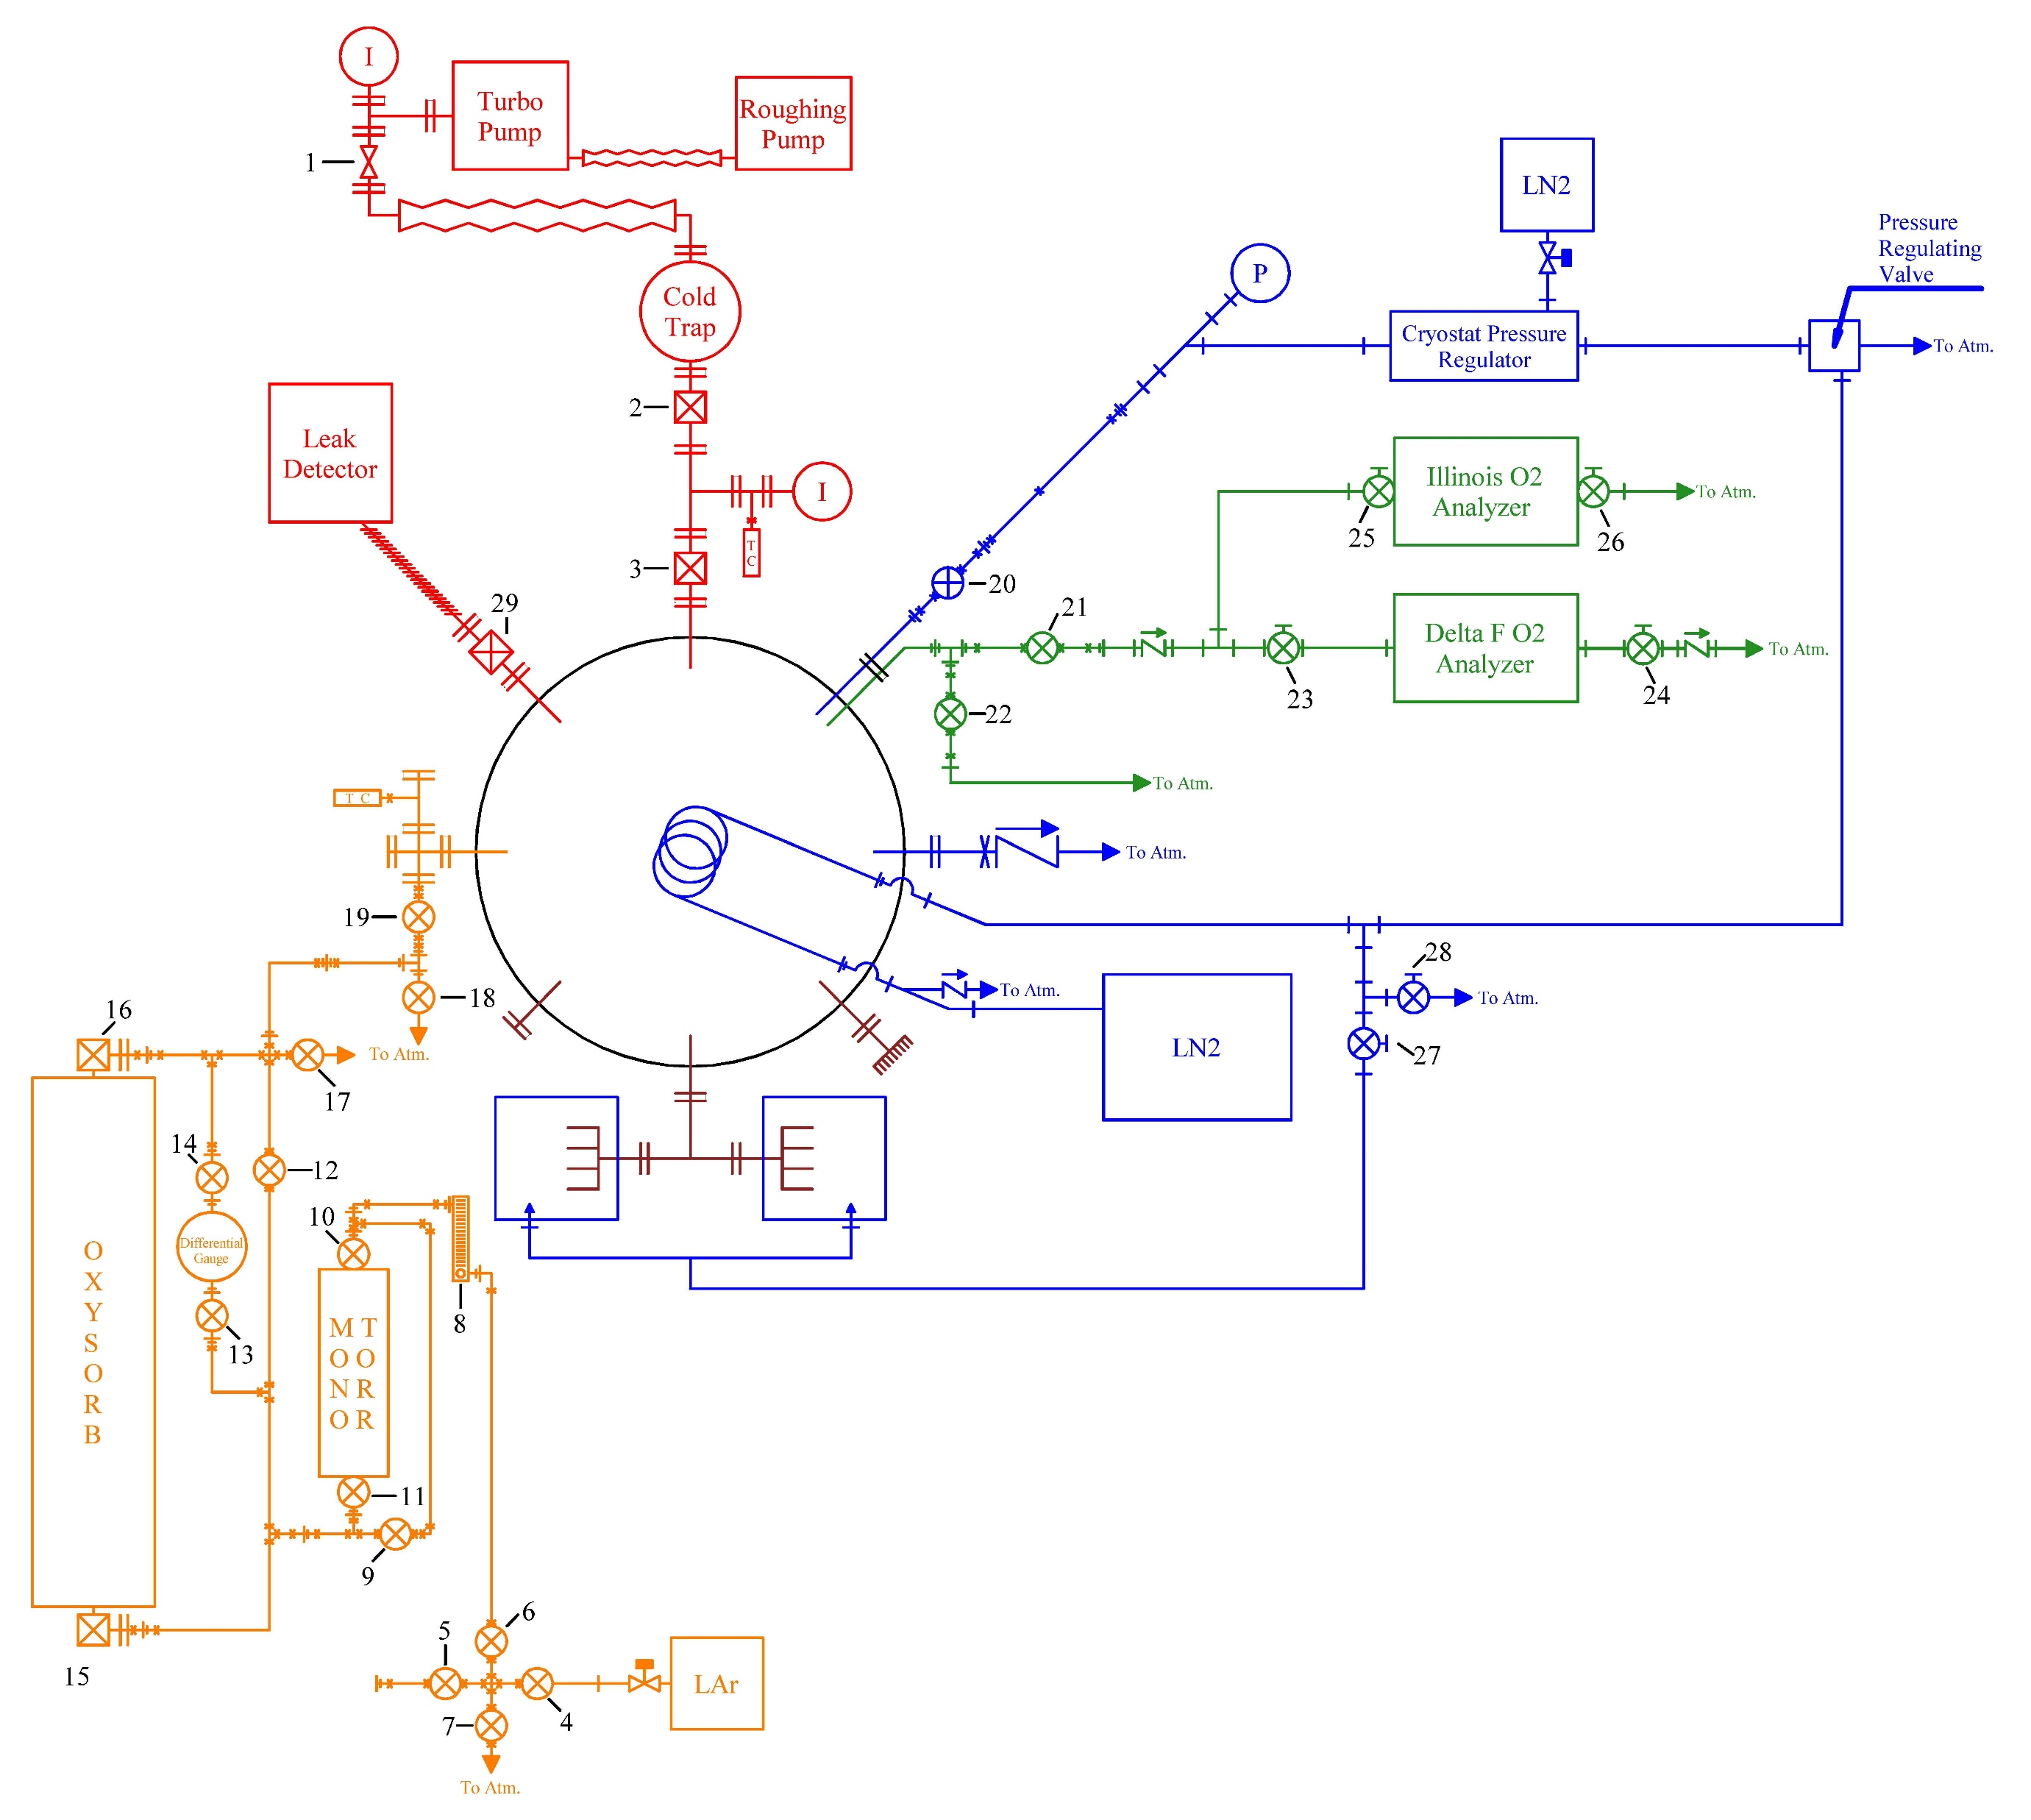 I
Turbo
Pump
Roughing
Pump
1
LN2
Pressure
Regulating
Valve
P
Cold
Trap
Cryostat Pressure
Regulator
To Atm.
2
Leak
Detector
I
T
C
3
Illinois O2
Analyzer
To Atm.
25
26
29
20
21
Delta F O2
Analyzer
To Atm.
23
24
22
To Atm.
T C
To Atm.
19
28
18
To Atm.
LN2
To Atm.
16
To Atm.
27
17
14
12
10
Differential
Gauge
8
13
OXYSORB
MONO
TORR
11
9
6
5
15
LAr
4
7
To Atm.